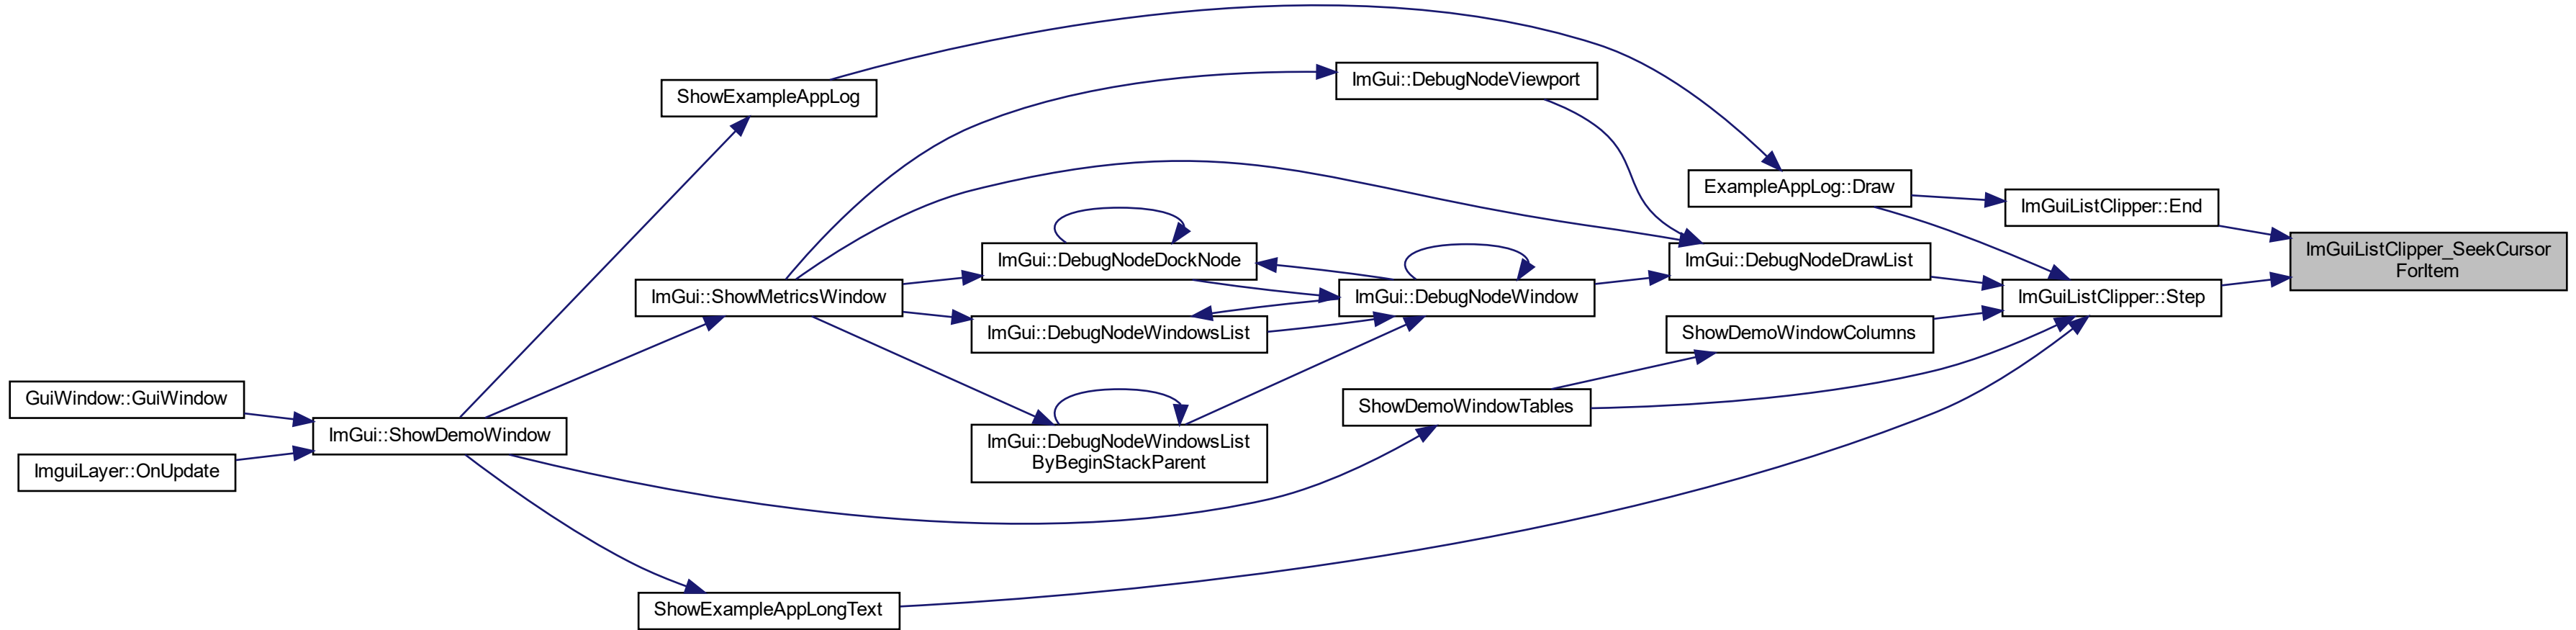 ShowExampleAppLog
ImGui::DebugNodeViewport
ExampleAppLog::Draw
ImGuiListClipper::End
ImGuiListClipper_SeekCursor
ForItem
ImGui::DebugNodeDockNode
ImGui::DebugNodeDrawList
ImGui::ShowMetricsWindow
ImGui::DebugNodeWindow
ImGuiListClipper::Step
ImGui::DebugNodeWindowsList
ShowDemoWindowColumns
GuiWindow::GuiWindow
ShowDemoWindowTables
ImGui::ShowDemoWindow
ImGui::DebugNodeWindowsList
ByBeginStackParent
ImguiLayer::OnUpdate
ShowExampleAppLongText